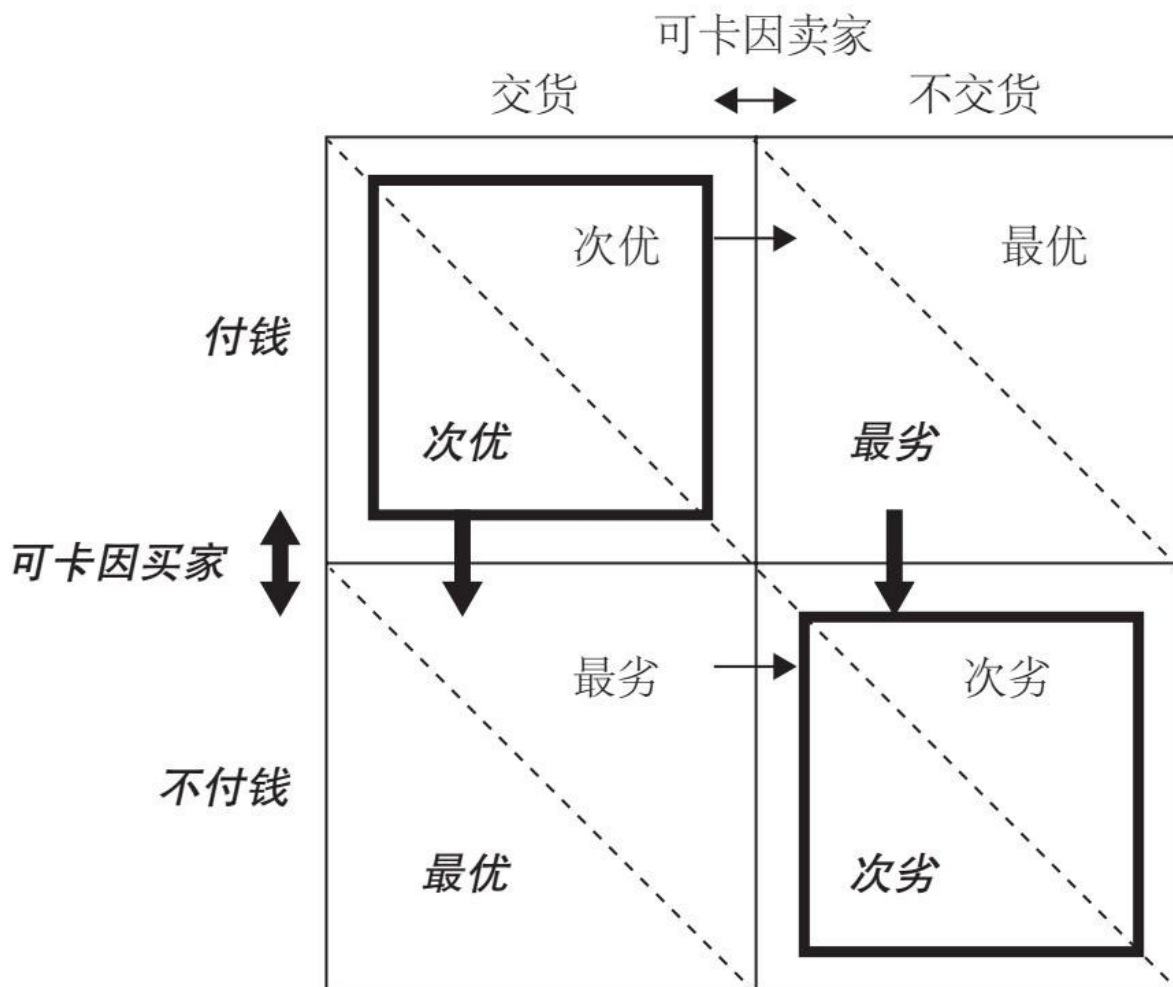 可卡因卖家
交货 不交货
次优 最优
付钱
次优 最劣
可卡因买家
最劣 次劣
不付钱
最优 次劣